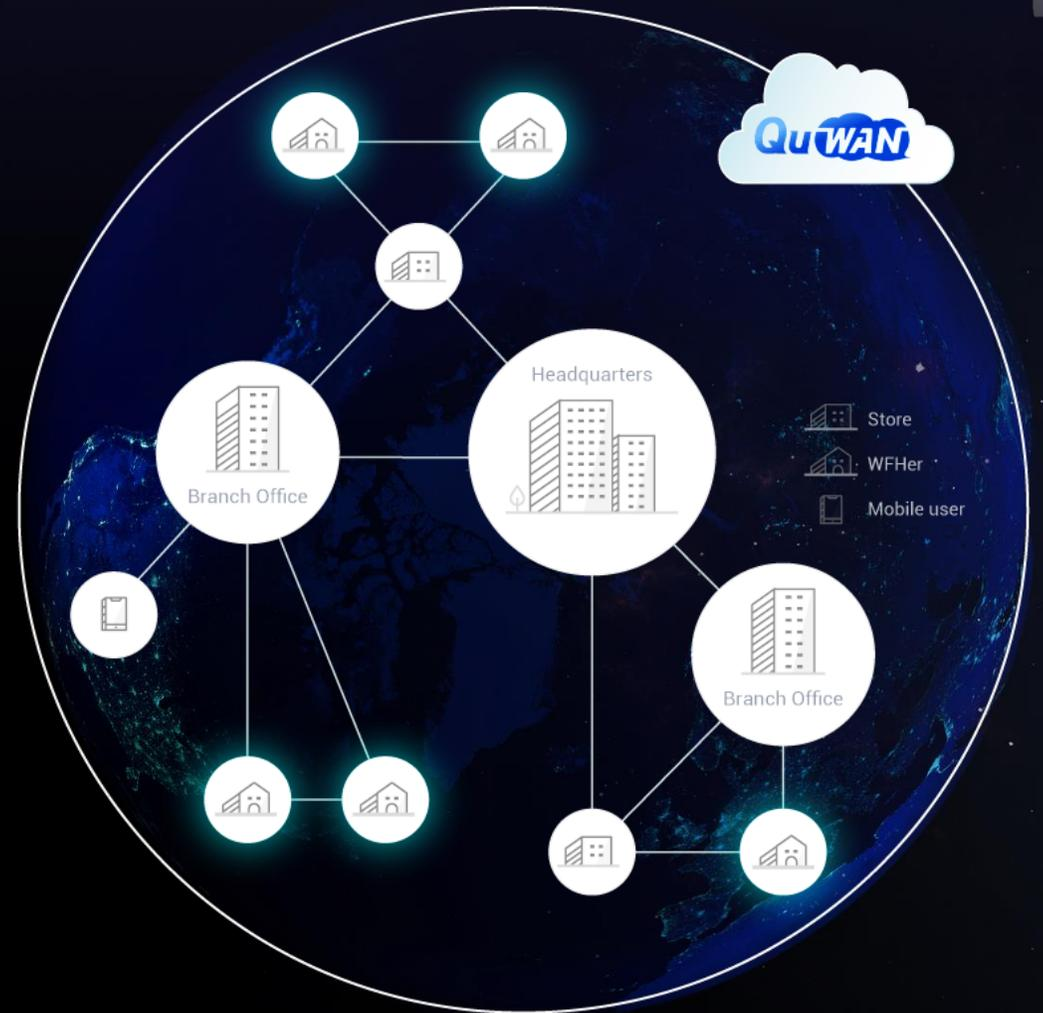 QuWAN
Headquarters
Branch Office
Store
WFHer
Mobile user
Branch Office